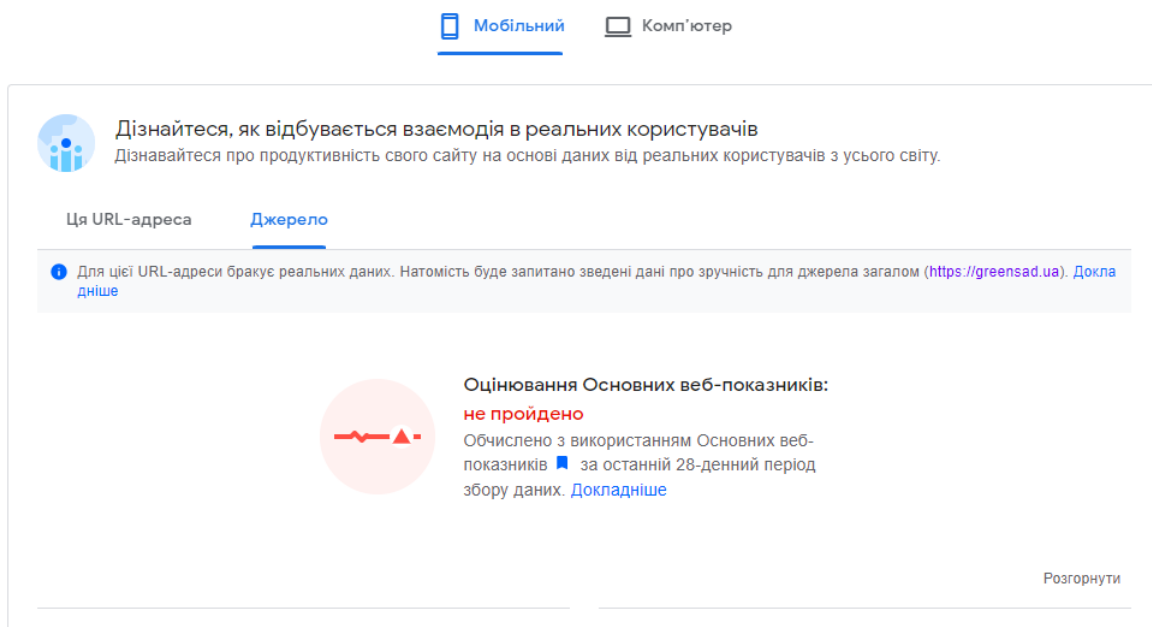 Мобільний
Комп'ютер
Дізнайтеся, як відбувається взаємодія в реальних користувачів
Дізнавайтеся про продуктивність свого сайту на основі даних від реальних користувачів з усього світу.
Ця URL-адреса
Джерело
Для цієї URL-адреси бракує реальних даних. Натомість буде запитано зведені дані про зручність для джерела загалом (https://greensad.ua). Докла
дніше
Оцінювання Основних веб-показників:
не пройдено
Обчислено з використанням Основних веб-
показників за останній 28-денний період
збору даних. Докладніше
Розгорнути